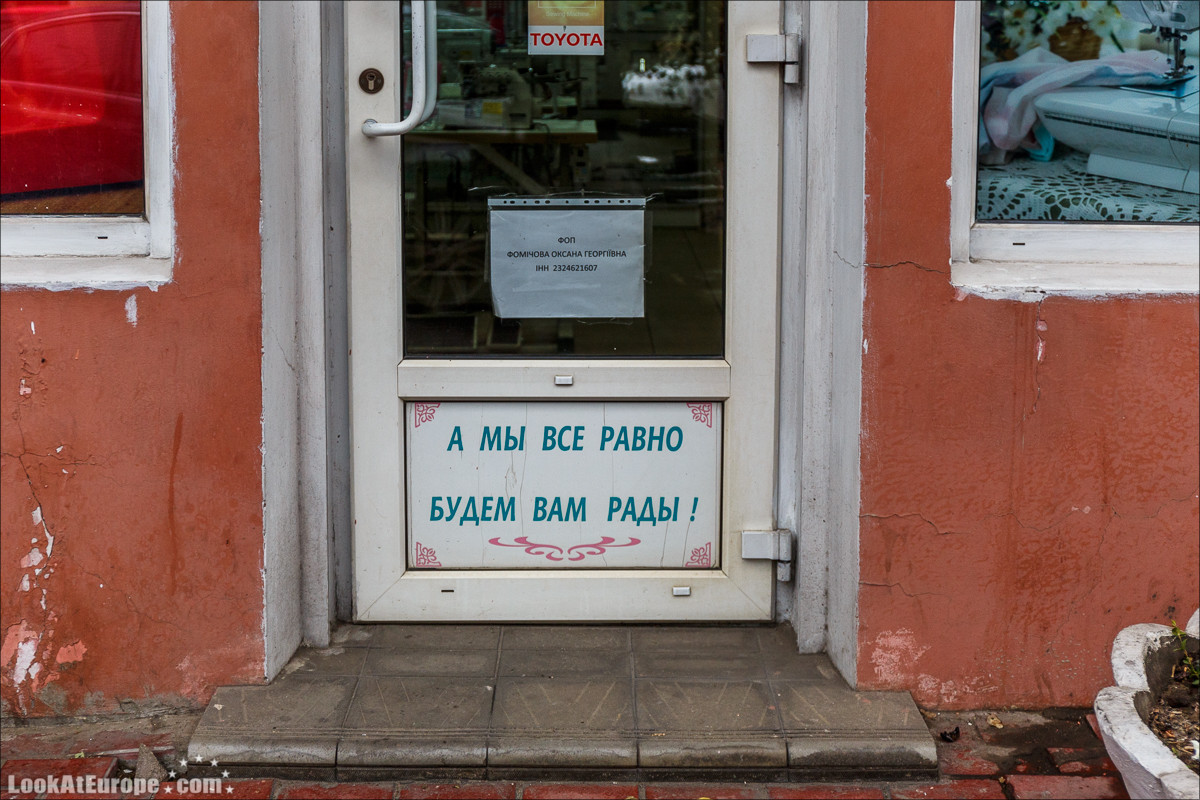 TOYOTA
ФОП
ФОМІЧОВА ОКСАНА ГЕОРГІЇВНА
ІНН 2324621607
А МЫ ВСЕ РАВНО
БУДЕМ ВАМ РАДЫ !
LookAtEurope.com